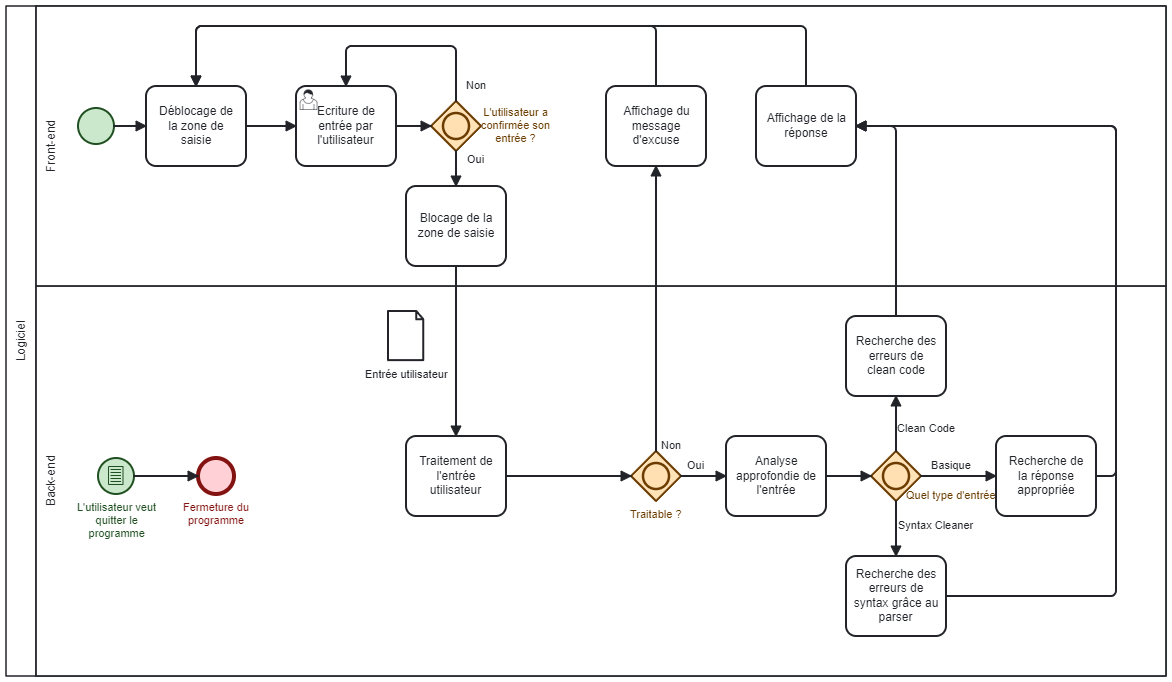 Logiciel
Front-end
Déblocage de
la zone de
saisie
Ecriture de
entrée par
l'utilisateur
Non
L'utilisateur a
confirmée son
entrée ?
Oui
Blocage de la
zone de saisie
Affichage du
message
d'excuse
Affichage de la
réponse
Back-end
Entrée utilisateur
L'utilisateur veut
quitter le
programme
Fermeture du
programme
Traitement de
l'entrée
utilisateur
Non
Oui
Traitable ?
Analyse
approfondie de
l'entrée
Recherche des
erreurs de
clean code
Clean Code
Basique
Quel type d'entrée
Syntax Cleaner
Recherche de
la réponse
appropriée
Recherche des
erreurs de
syntax grâce au
parser